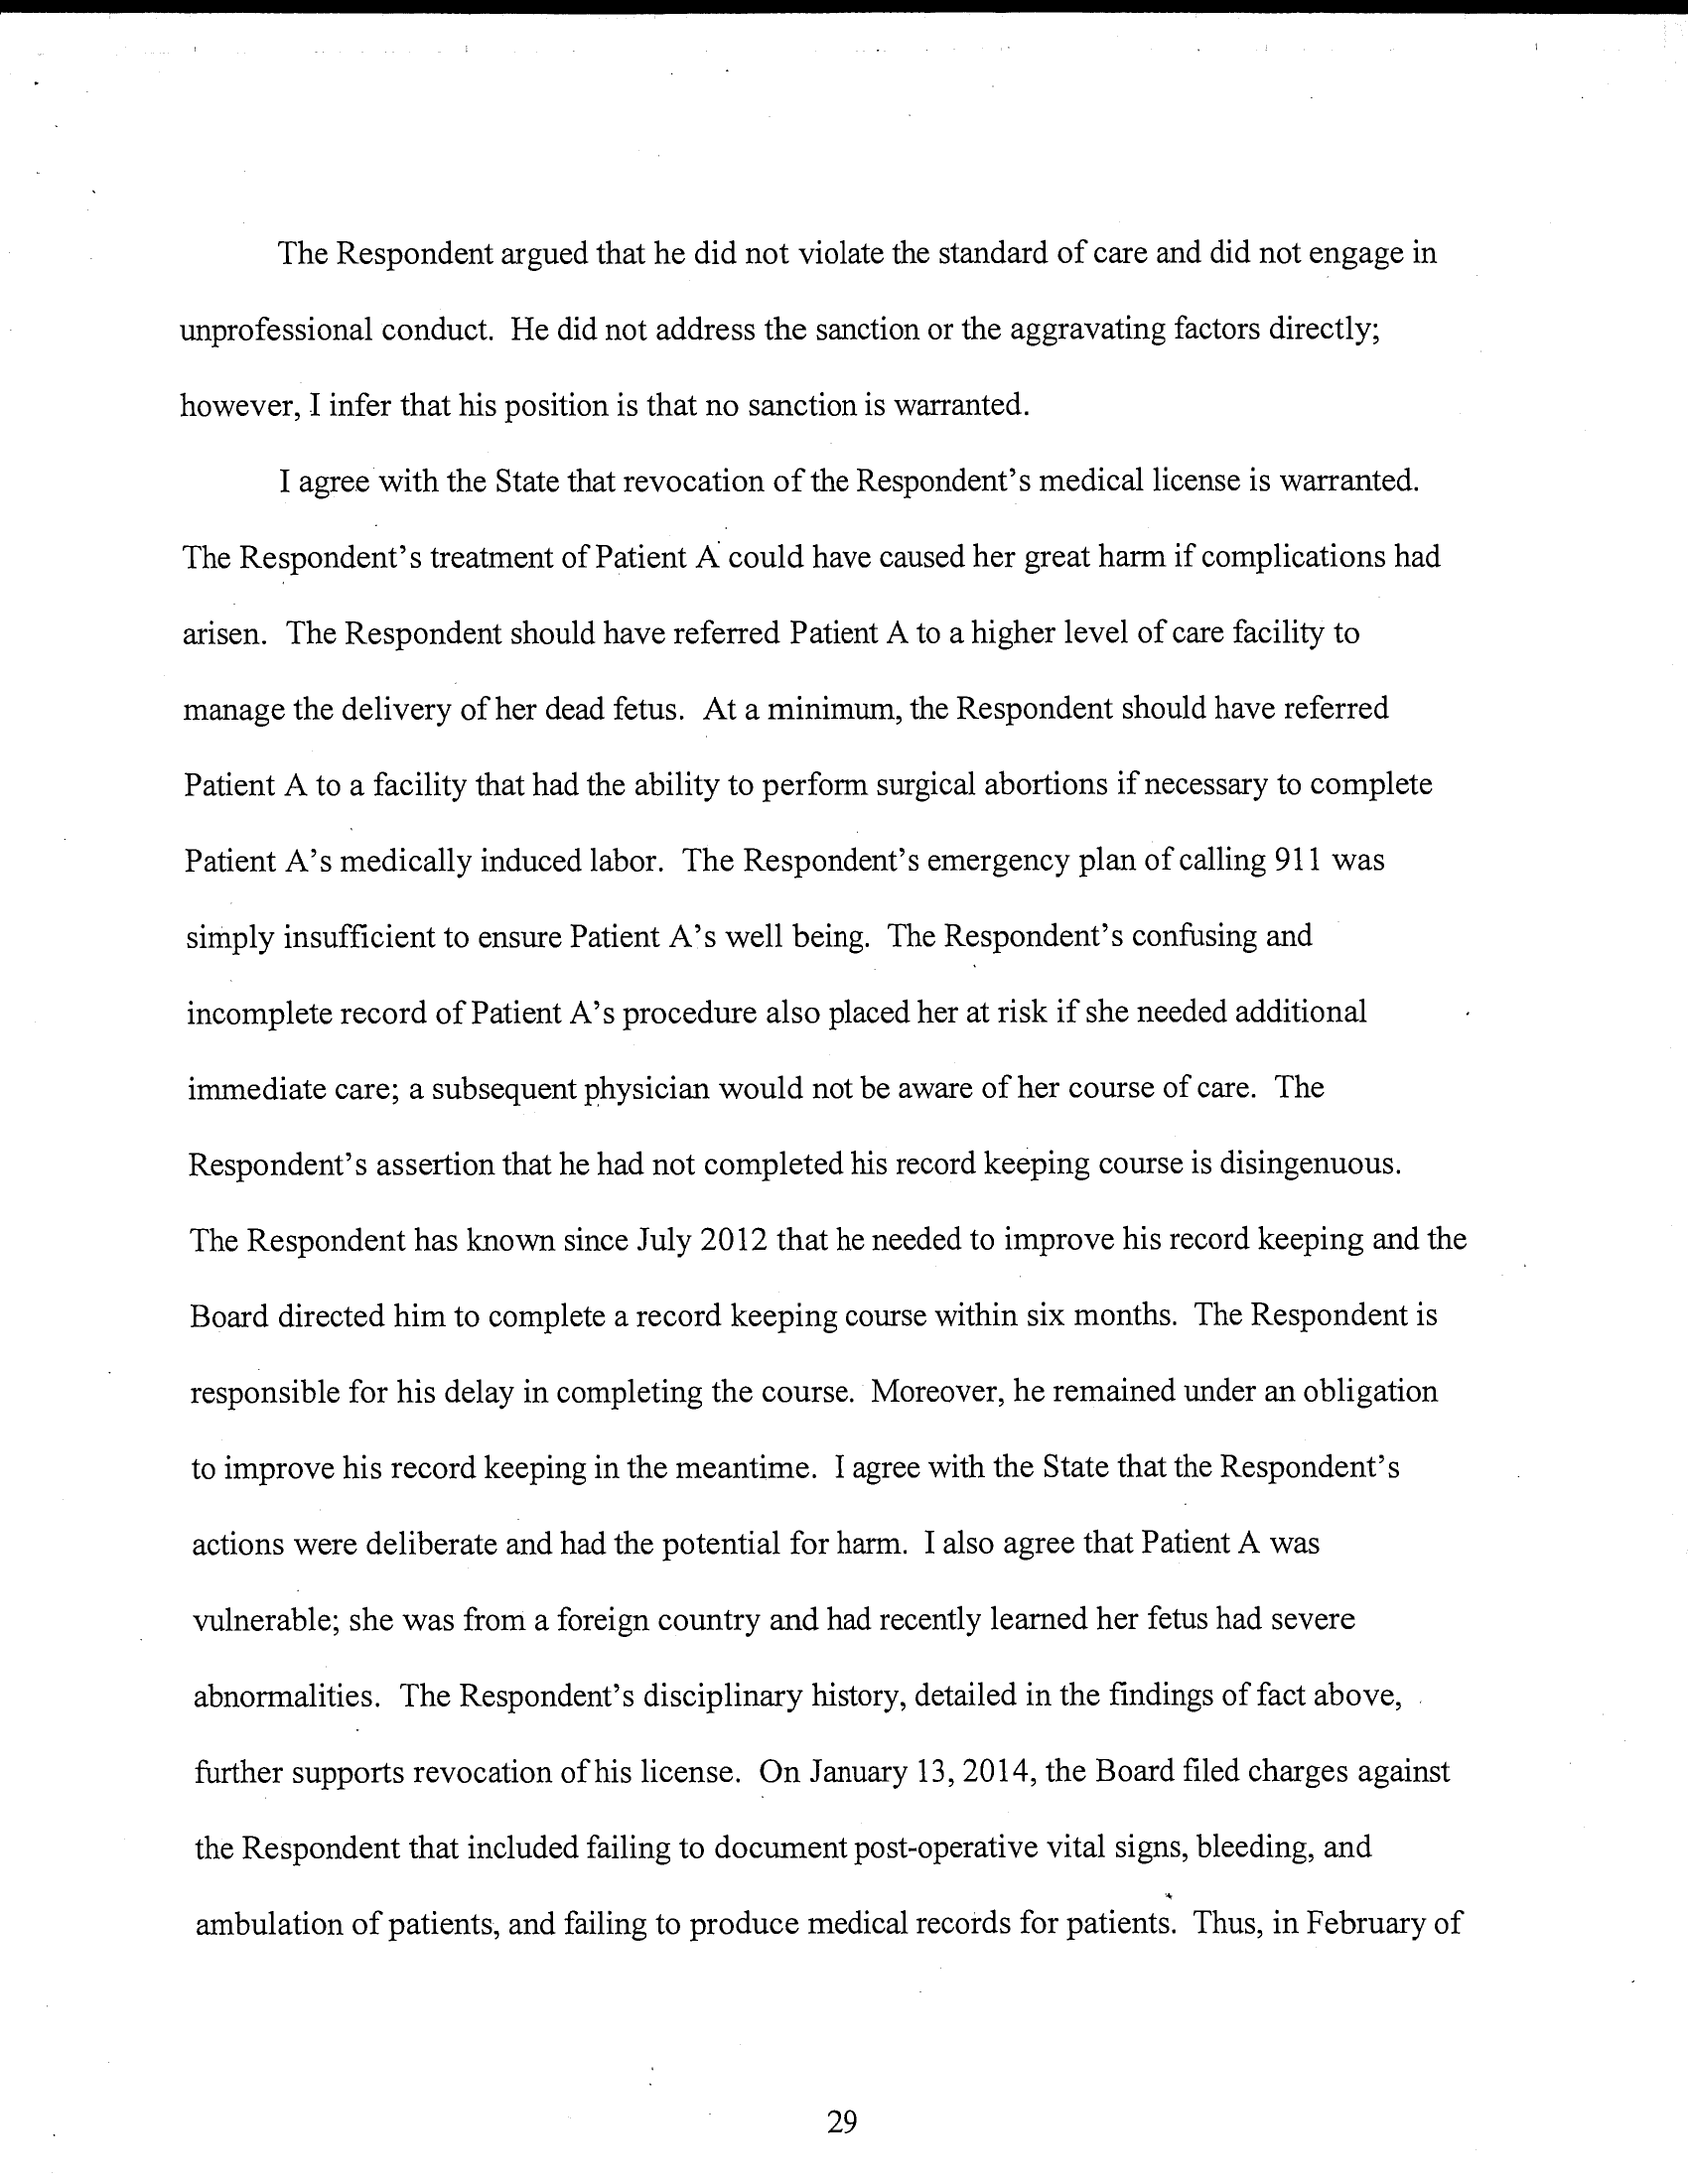 The Respondent argued that he did not violate the standard of care and did not engage in
unprofessional conduct. He did not address the sanction or the aggravating factors directly;
however, I infer that his position is that no sanction is warranted.
I agree with the State that revocation of the Respondent's medical license is warranted.
The Respondent's treatment of Patient A could have caused her great harm if complications had
arisen. The Respondent should have referred Patient A to a higher level of care facility to
manage the delivery of her dead fetus. At a minimum, the Respondent should have referred
Patient A to a facility that had the ability to perform surgical abortions if necessary to complete
Patient A's medically induced labor. The Respondent's emergency plan of calling 911 was
simply insufficient to ensure Patient A's well being. The Respondent's confusing and
incomplete record of Patient A's procedure also placed her at risk if she needed additional
immediate care; a subsequent physician would not be aware of her course of care. The
Respondent's assertion that he had not completed his record keeping course is disingenuous.
The Respondent has known since July 2012 that he needed to improve his record keeping and the
Board directed him to complete a record keeping course within six months. The Respondent is
responsible for his delay in completing the course. Moreover, he remained under an obligation
to improve his record keeping in the meantime. I agree with the State that the Respondent's
actions were deliberate and had the potential for harm. I also agree that Patient A was
vulnerable; she was from a foreign country and had recently learned her fetus had severe
abnormalities. The Respondent's disciplinary history, detailed in the findings of fact above,
further supports revocation of his license. On January 13, 2014, the Board filed charges against
the Respondent that included failing to document post-operative vital signs, bleeding, and
ambulation of patients, and failing to produce medical records for patients. Thus, in February of
29